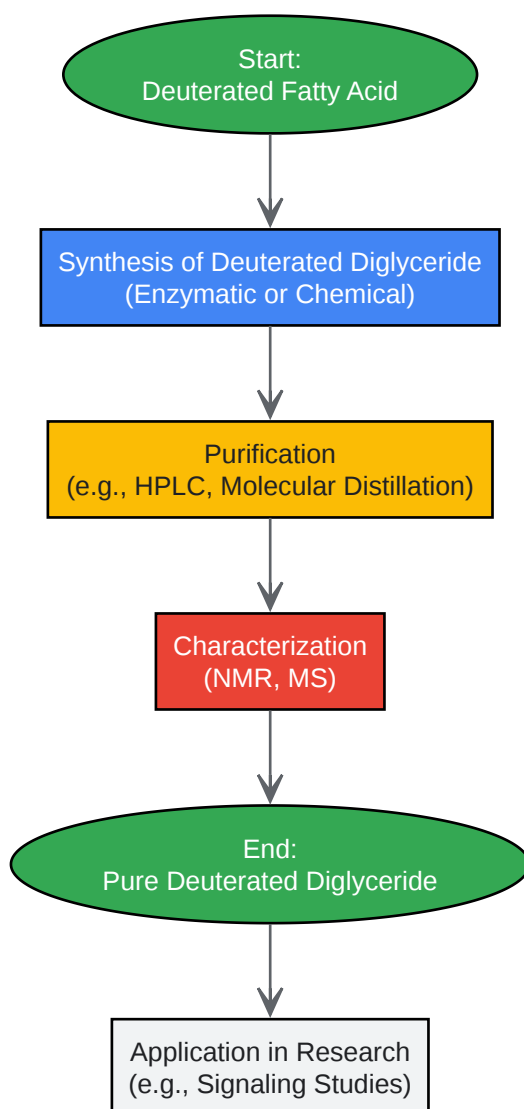 Start:
Deuterated Fatty Acid
Synthesis of Deuterated Diglyceride
(Enzymatic or Chemical)
Purification
(e.g., HPLC, Molecular Distillation)
Characterization
(NMR, MS)
End:
Pure Deuterated Diglyceride
Application in Research
(e.g., Signaling Studies)